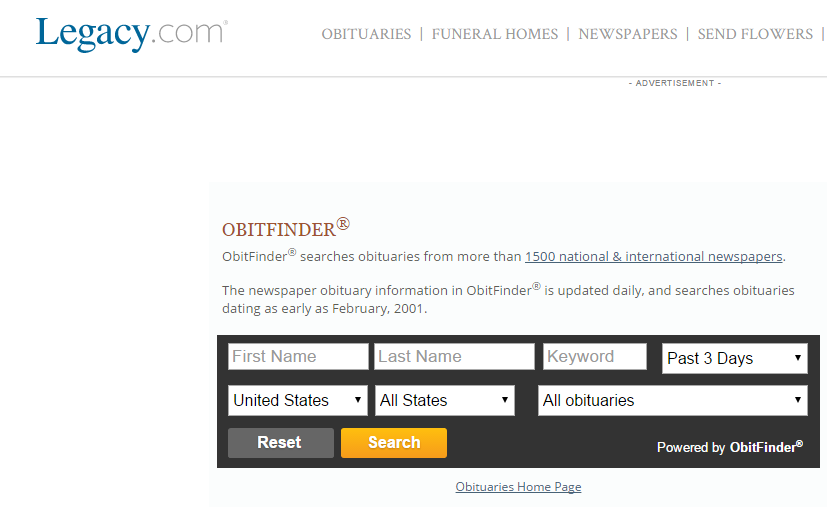 Legacy.com®
OBITUARIES | FUNERAL HOMES | NEWSPAPERS | SEND FLOWERS |
- ADVERTISEMENT -
OBITFINDER®
ObitFinder® searches obituaries from more than 1500 national & international newspapers.
The newspaper obituary information in ObitFinder® is updated daily, and searches obituaries
dating as early as February, 2001.
First Name Last Name Keyword Past 3 Days
United States All States All obituaries
Reset Search Powered by ObitFinder®
Obituaries Home Page